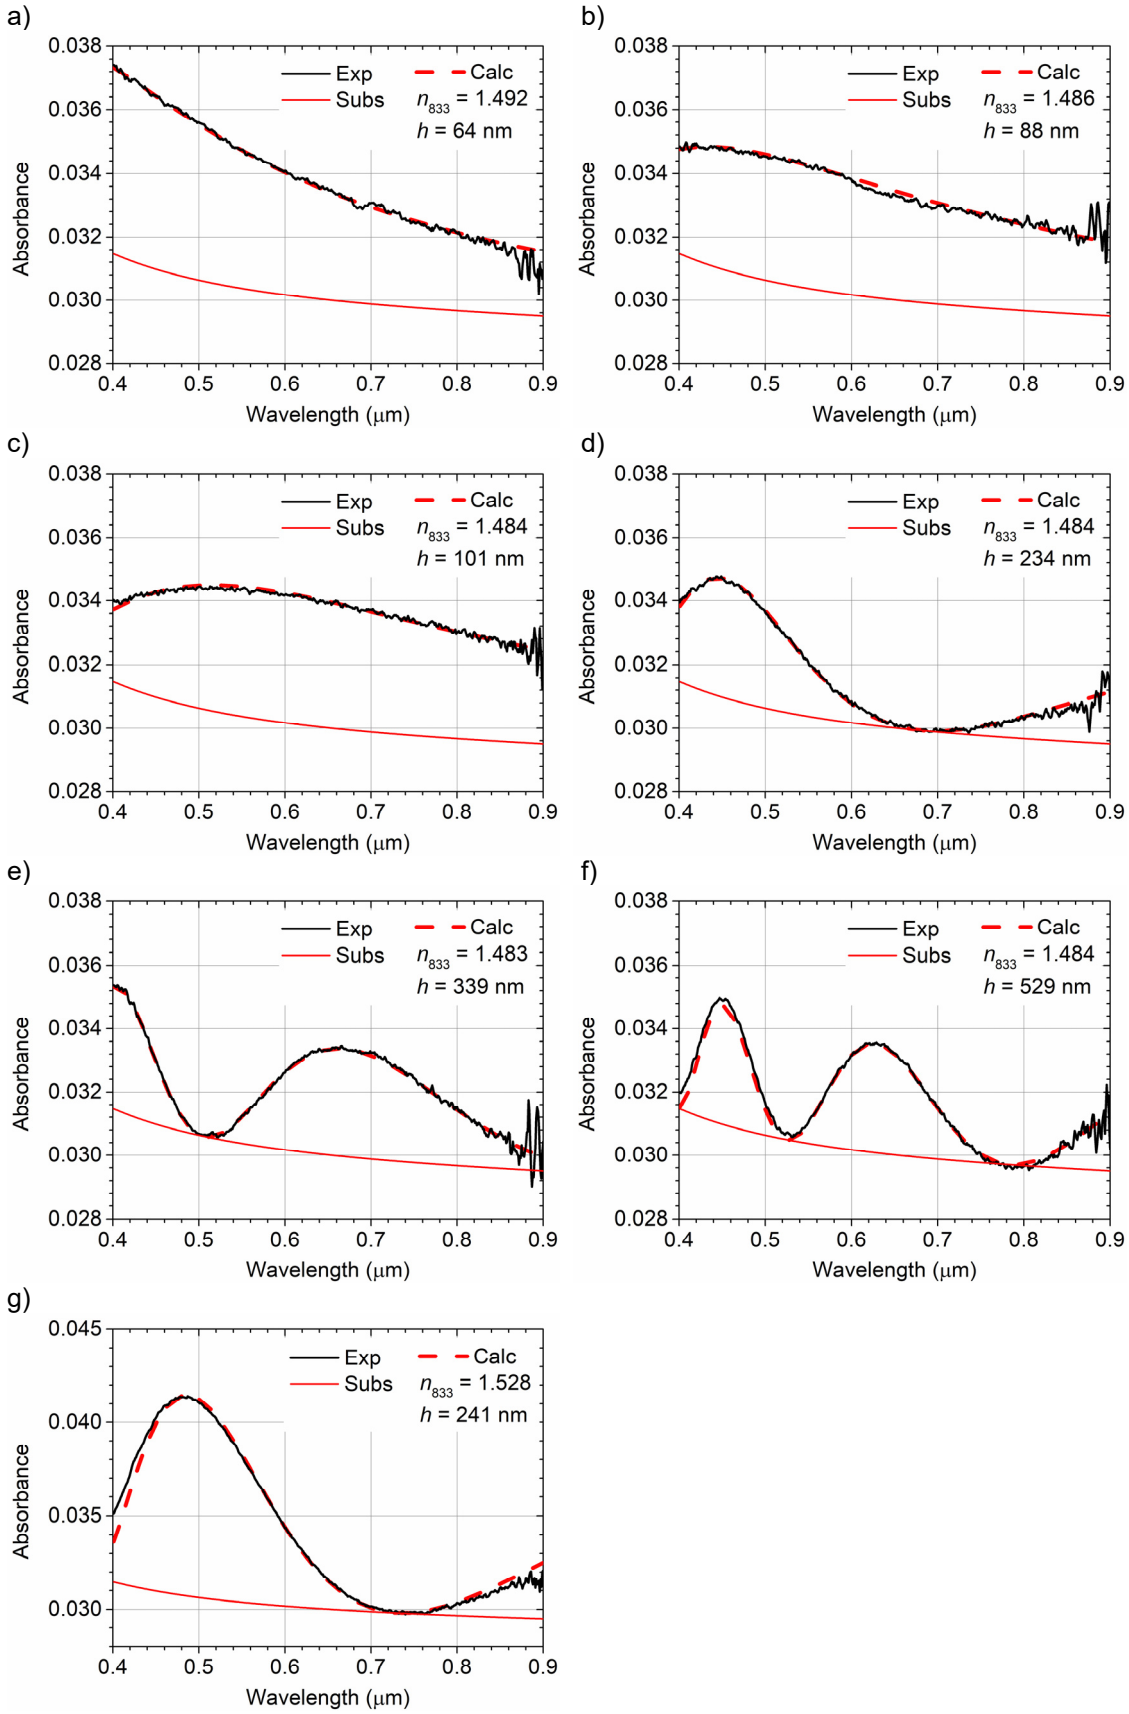 a)
0.038
0.036
0.034
0.032
0.030
0.028
Absorbance
Exp Calc
Subs n833 = 1.492
h = 64 nm
0.4 0.5 0.6 0.7 0.8 0.9
Wavelength (μm)
b)
0.038
0.036
0.034
0.032
0.030
0.028
Absorbance
Exp Calc
Subs n833 = 1.486
h = 88 nm
0.4 0.5 0.6 0.7 0.8 0.9
Wavelength (μm)
c)
0.038
0.036
0.034
0.032
0.030
0.028
Absorbance
Exp Calc
Subs n833 = 1.484
h = 101 nm
0.4 0.5 0.6 0.7 0.8 0.9
Wavelength (μm)
d)
0.038
0.036
0.034
0.032
0.030
0.028
Absorbance
Exp Calc
Subs n833 = 1.484
h = 234 nm
0.4 0.5 0.6 0.7 0.8 0.9
Wavelength (μm)
e)
0.038
0.036
0.034
0.032
0.030
0.028
Absorbance
Exp Calc
Subs n833 = 1.483
h = 339 nm
0.4 0.5 0.6 0.7 0.8 0.9
Wavelength (μm)
f)
0.038
0.036
0.034
0.032
0.030
0.028
Absorbance
Exp Calc
Subs n833 = 1.484
h = 529 nm
0.4 0.5 0.6 0.7 0.8 0.9
Wavelength (μm)
g)
0.045
0.040
0.035
0.030
Absorbance
Exp Calc
Subs n833 = 1.528
h = 241 nm
0.4 0.5 0.6 0.7 0.8 0.9
Wavelength (μm)